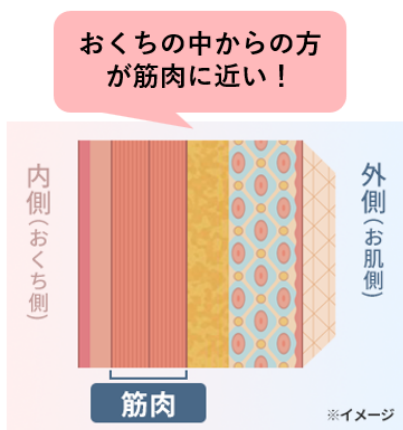 おくちの中からの方
が筋肉に近い！
内側(おくち側)
外側(お肌側)
筋肉
※イメージ